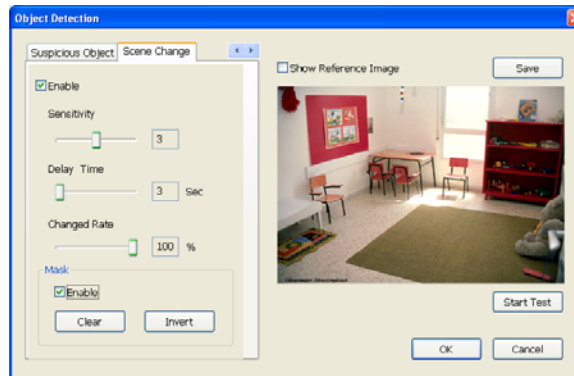 Object Detection
Suspicious Object
Scene Change
Enable
Sensitivity
3
Delay Time
3 Sec
Changed Rate
100 %
Mask
Enable
Clear
Invert
Show Reference Image
Save
Start Test
OK
Cancel